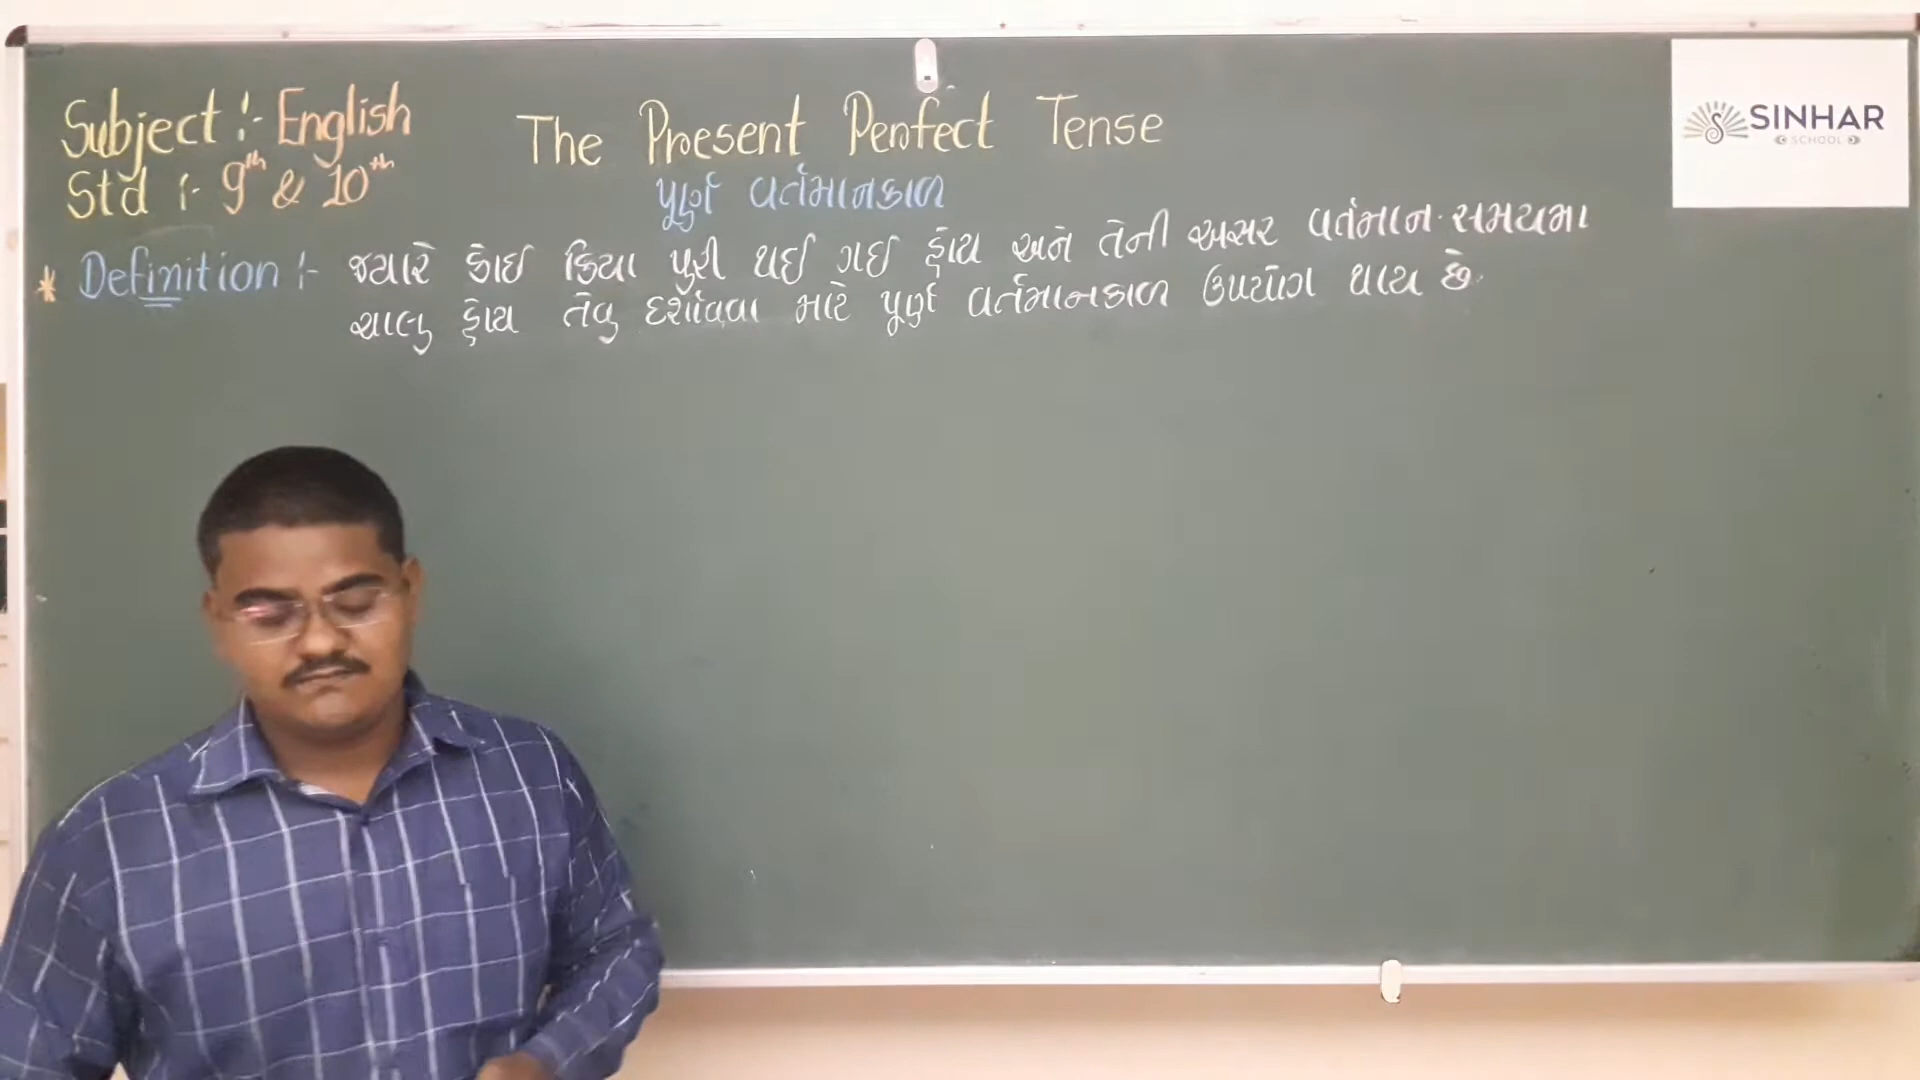 Subject :- English
Std :- 9th & 10th
The Present Perfect Tense
પૂર્ણ વર્તમાનકાળ
* Definition :- જ્યારે કોઇ ક્રિયા પુરી થઈ ગઇ હોય અને તેની અસર વર્તમાન સમયમા
ચાલુ હોય તેવુ દર્શાવવા માટે પૂર્ણ વર્તમાનકાળ ઉપયોગ થાય છે.
SINHAR
SCHOOL